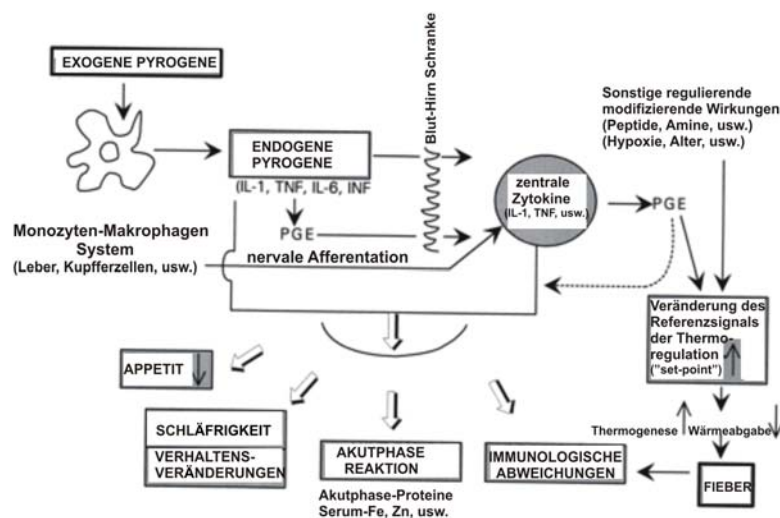 EXOGENE PYROGENE
Blut-Hirn Schranke
Sonstige regulierende
modifizierende Wirkungen
(Peptide, Amine, usw.)
(Hypoxie, Alter, usw.)
ENDOGENE
PYROGENE
(IL-1, TNF, IL-6, INF
zentrale
Zytokine
(IL-1, TNF, usw.)
PGE
PGE
Monozyten-Makrophagen
System
(Leber, Kupfferzellen, usw.)
nervale Afferentation
Veränderung des
Referenzsignals
der Thermo-
regulation
("set-point")
APPETIT
Thermogenese
Wärmeabgabe
SCHLÄFRIGKEIT
VERHALTENS-
VERÄNDERUNGEN
AKUTPHASE
REAKTION
IMMUNOLOGISCHE
ABWEICHUNGEN
FIEBER
Akutphase-Proteine
Serum-Fe, Zn, usw.